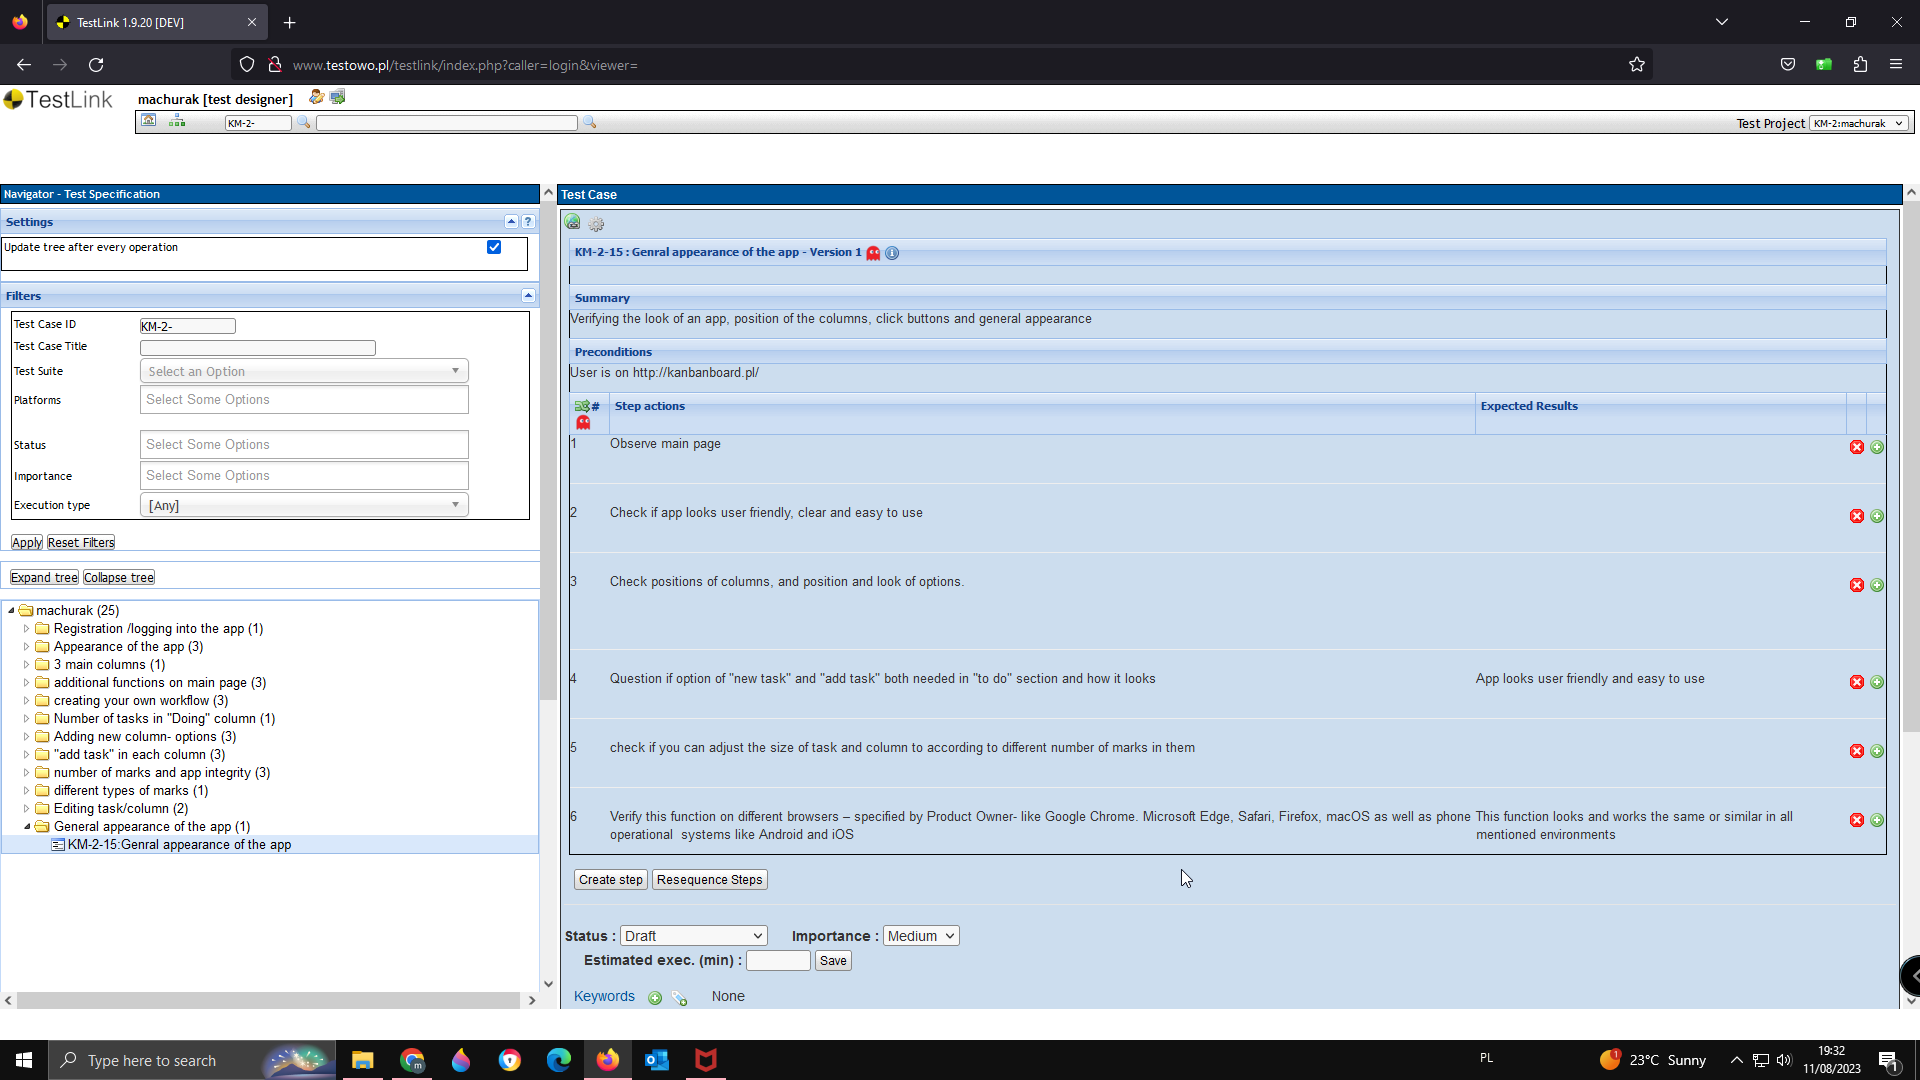 TestLink 1.9.20 [DEV]
www.testowo.pl/testlink/index.php?caller=login&viewer=
TestLink
machurak [test designer]
KM-2-
Test Project KM-2:machurak
Navigator - Test Specification
Settings
?
Update tree after every operation
Filters
Test Case ID KM-2-
Test Case Title
Test Suite Select an Option
Platforms Select Some Options
Status Select Some Options
Importance Select Some Options
Execution type [Any]
Apply Reset Filters
Expand tree Collapse tree
machurak (25)
Registration /logging into the app (1)
Appearance of the app (3)
3 main columns (1)
additional functions on main page (3)
creating your own workflow (3)
Number of tasks in "Doing" column (1)
Adding new column- options (3)
"add task" in each column (3)
number of marks and app integrity (3)
different types of marks (1)
Editing task/column (2)
General appearance of the app (1)
KM-2-15:Genral appearance of the app
Test Case
KM-2-15 : Genral appearance of the app - Version 1
Summary
Verifying the look of an app, position of the columns, click buttons and general appearance
Preconditions
User is on http://kanbanboard.pl/
# Step actions Expected Results
1 Observe main page
2 Check if app looks user friendly, clear and easy to use
3 Check positions of columns, and position and look of options.
4 Question if option of "new task" and "add task" both needed in "to do" section and how it looks App looks user friendly and easy to use
5 check if you can adjust the size of task and column to according to different number of marks in them
6 Verify this function on different browsers – specified by Product Owner- like Google Chrome. Microsoft Edge, Safari, Firefox, macOS as well as phone This function looks and works the same or similar in all
operational systems like Android and iOS mentioned environments
Create step Resequence Steps
Status : Draft Importance : Medium
Estimated exec. (min) : Save
Keywords None
Type here to search
m
PL
1
23°C Sunny
19:32
11/08/2023
1